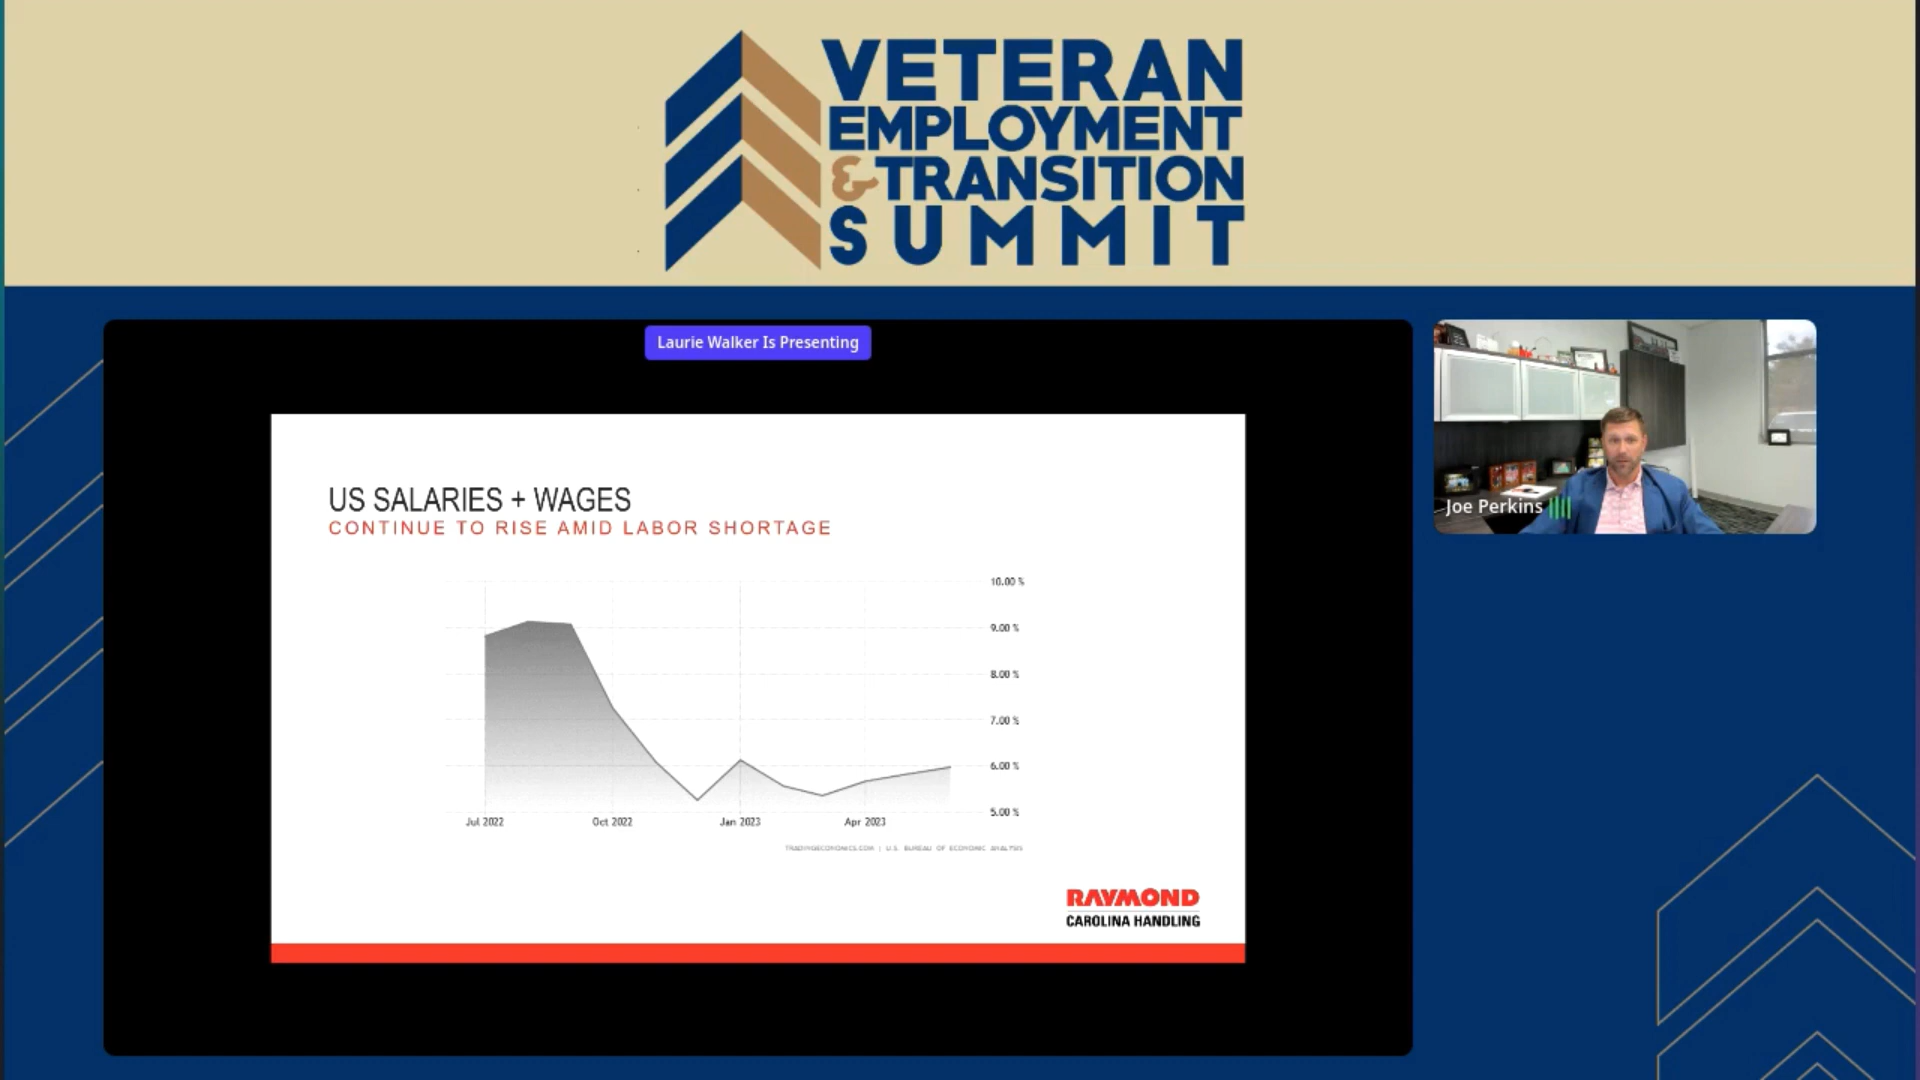 VETERAN
EMPLOYMENT
& TRANSITION
SUMMIT
Laurie Walker Is Presenting
US SALARIES + WAGES
CONTINUE TO RISE AMID LABOR SHORTAGE
10.00 %
9.00 %
8.00 %
7.00 %
6.00 %
5.00 %
Jul 2022
Oct 2022
Jan 2023
Apr 2023
TRADINGECONOMICS.COM | U.S. BUREAU OF ECONOMIC ANALYSIS
RAYMOND
CAROLINA HANDLING
Joe Perkins